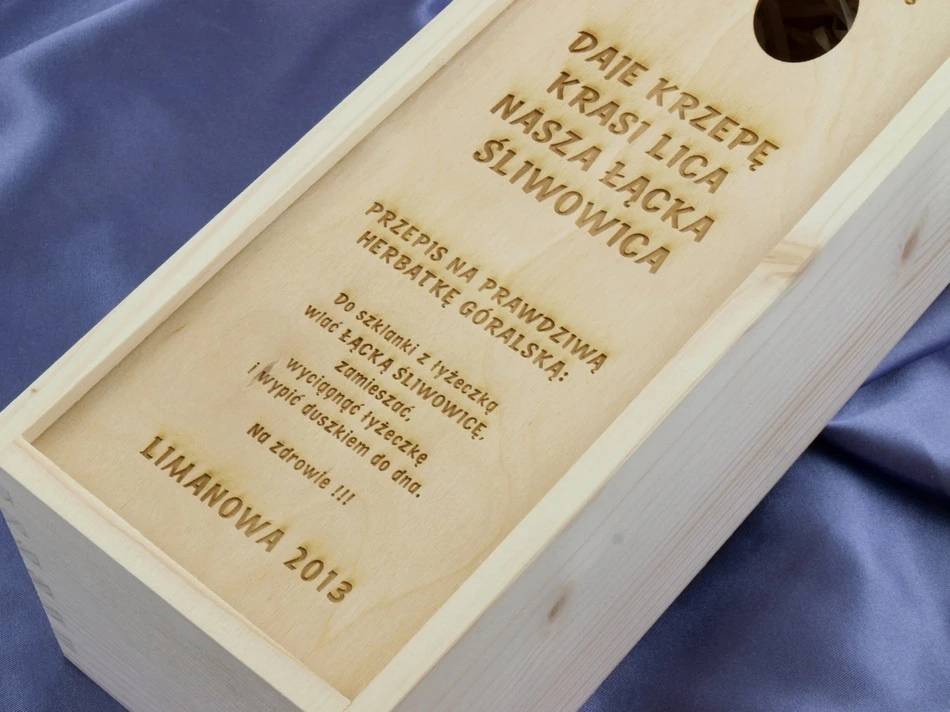 DAJE KRZEPĘ
KRASI LICA
NASZA ŁĄCKA
ŚLIWOWICA
PRZEPIS NA PRAWDZIWĄ
HERBATKĘ GÓRALSKĄ:
Do szklanki z łyżeczką
wlać ŁĄCKĄ ŚLIWOWICĘ,
zamieszać,
wyciągnąć łyżeczkę
i wypić duszkiem do dna.
Na zdrowie !!!
LIMANOWA 2013